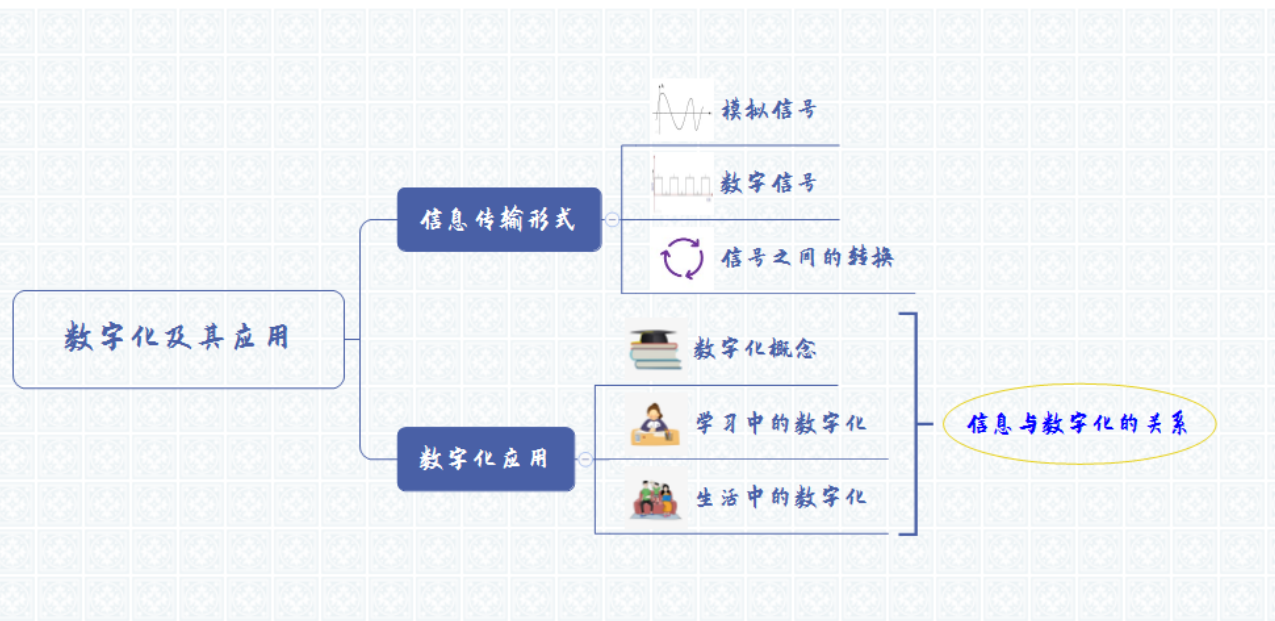 数字化及其应用
信息传输形式
模拟信号
数字信号
信号之间的转换
数字化应用
数字化概念
学习中的数字化
生活中的数字化
信息与数字化的关系